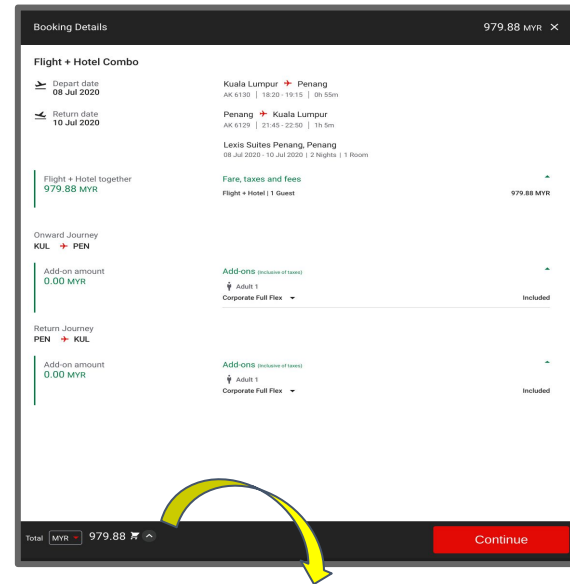 Booking Details 979.88 MYR
Flight + Hotel Combo
Depart date
08 Jul 2020
Kuala Lumpur Penang
AK 6130 | 18:20 - 19:15 | 0h 55m
Return date
10 Jul 2020
Penang Kuala Lumpur
AK 6129 | 21:45 - 22:50 | 1h 5m
Lexis Suites Penang, Penang
08 Jul 2020 - 10 Jul 2020 | 2 Nights | 1 Room
Flight + Hotel together
979.88 MYR
Fare, taxes and fees
Flight + Hotel | 1 Guest 979.88 MYR
Onward Journey
KUL PEN
Add-on amount
0.00 MYR
Add-ons (Inclusive of taxes)
Adult 1
Corporate Full Flex Included
Return Journey
PEN KUL
Add-on amount
0.00 MYR
Add-ons (Inclusive of taxes)
Adult 1
Corporate Full Flex Included
Total MYR 979.88 Continue